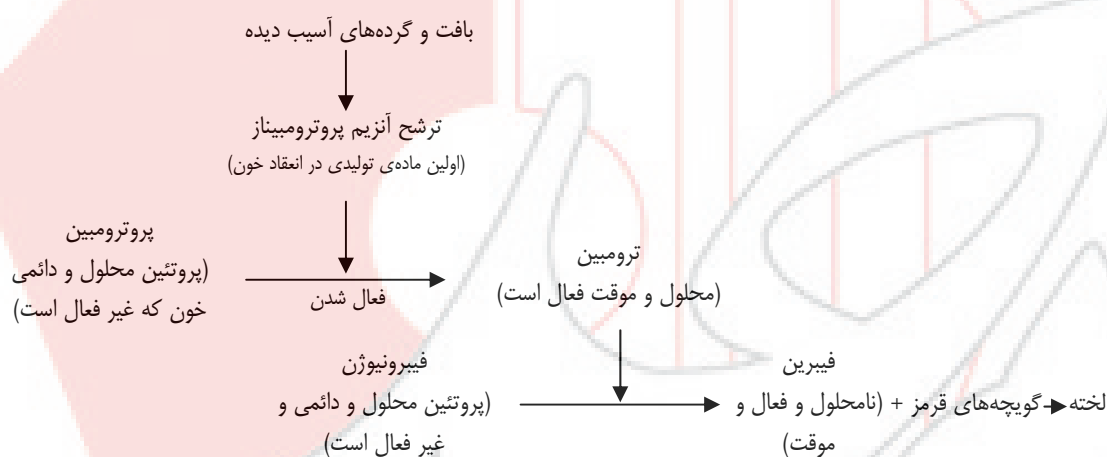 بافت و گرده‌های آسیب دیده
ترشح آنزیم پروترومبیناز
(اولین ماده‌ی تولیدی در انعقاد خون)
پروترومبین
(پروتئین محلول و دائمی
خون که غیر فعال است)
فعال شدن
ترومبین
(محلول و موقت فعال است)
فیبرونیوژن
(پروتئین محلول و دائمی و
غیر فعال است)
فیبرین
(نامحلول و فعال و
موقت)
+ گویچه‌های قرمز
لخته